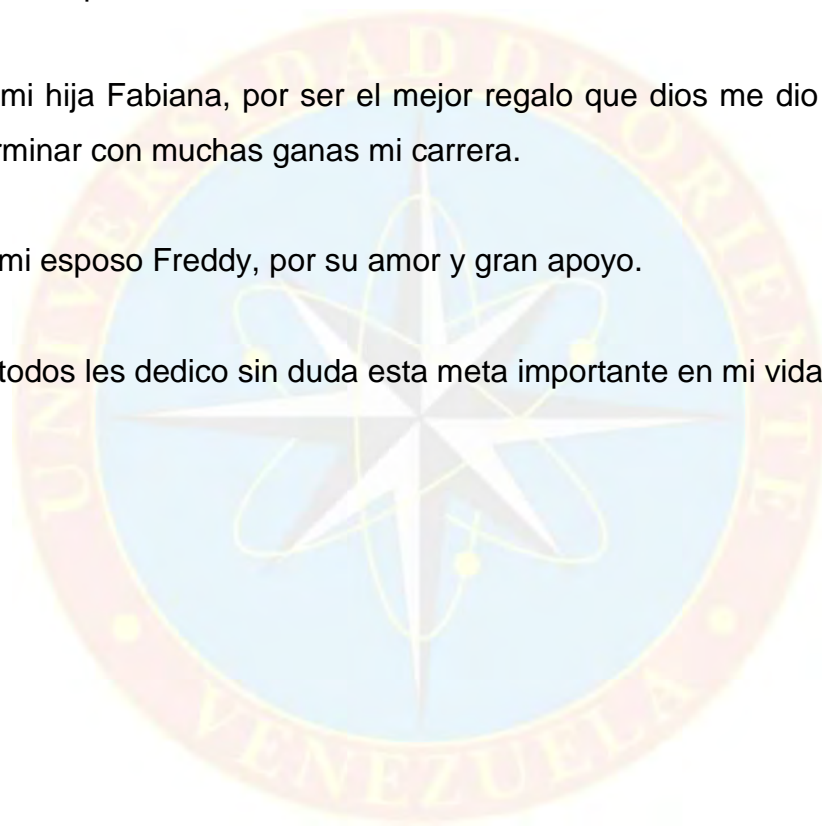 mi hija Fabiana, por ser el mejor regalo que dios me dio
rminar con muchas ganas mi carrera.
mi esposo Freddy, por su amor y gran apoyo.
todos les dedico sin duda esta meta importante en mi vida
UNIVERSIDAD DE ORIENTE
VENEZUELA